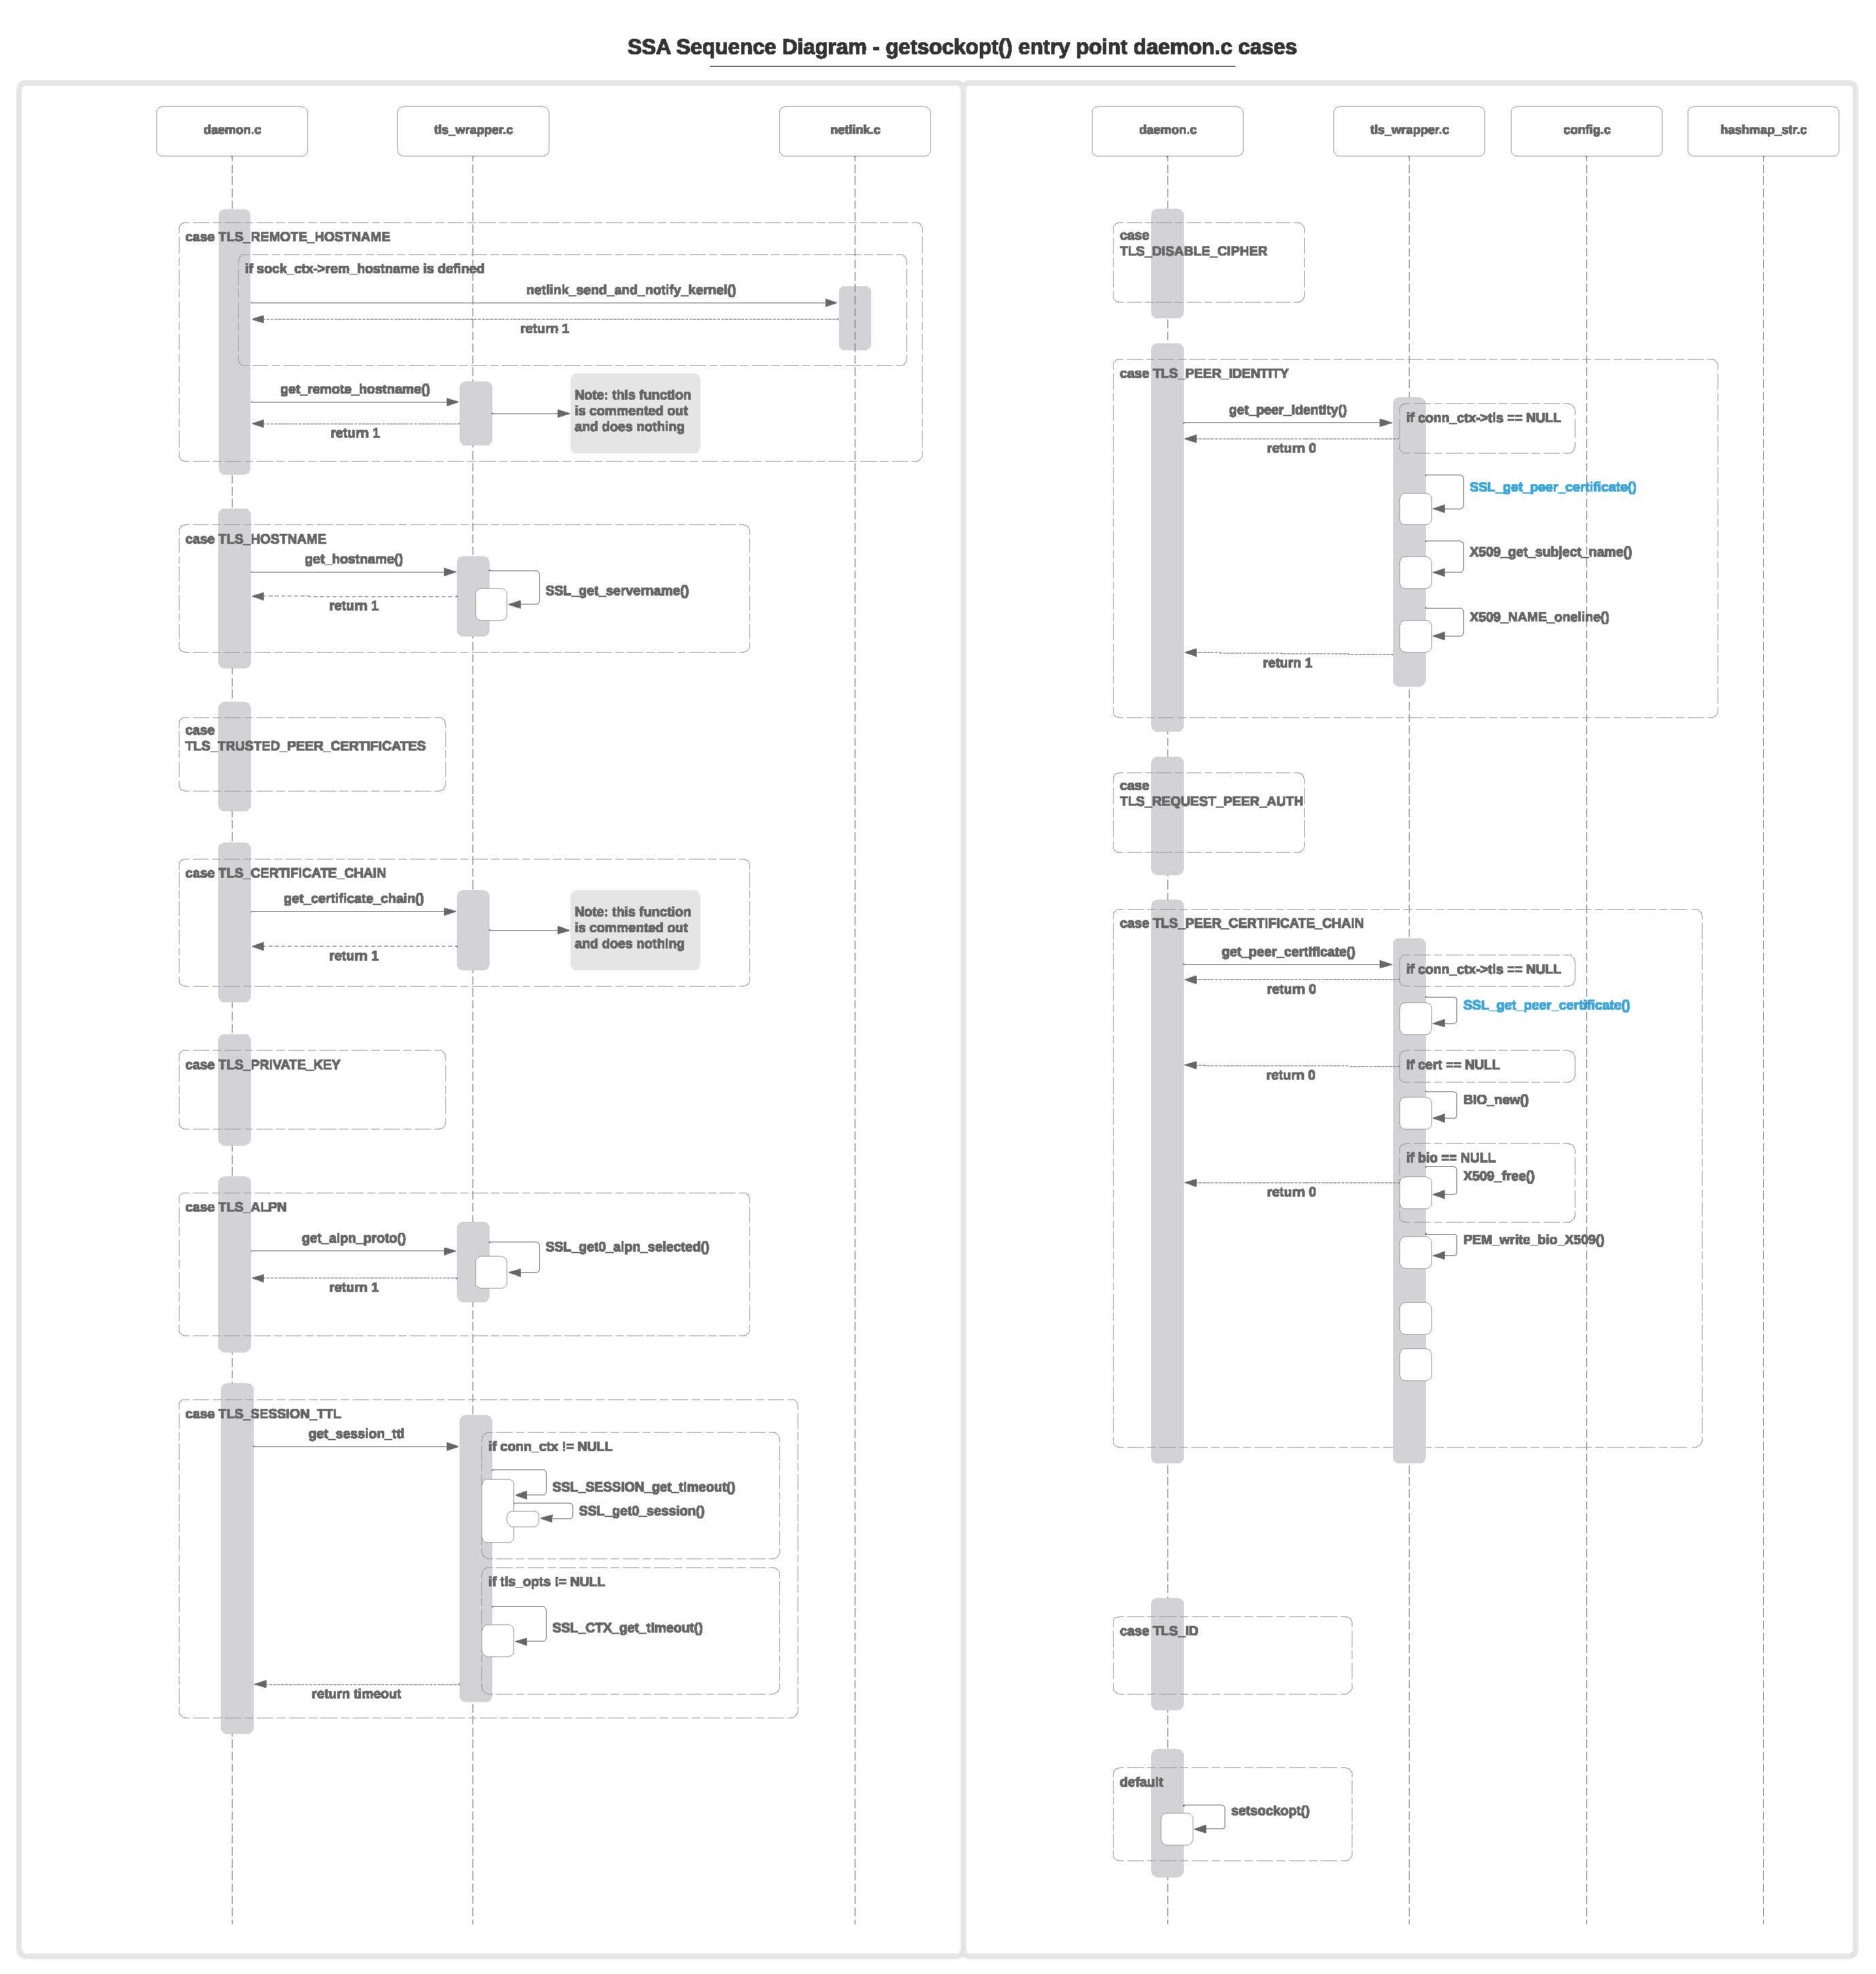 SSA Sequence Diagram - getsockopt() entry point daemon.c cases
daemon.c
tls_wrapper.c
netlink.c
case TLS_REMOTE_HOSTNAME
if sock_ctx->rem_hostname is defined
netlink_send_and_notify_kernel()
return 1
get_remote_hostname()
return 1
Note: this function
is commented out
and does nothing
case TLS_HOSTNAME
get_hostname()
SSL_get_servername()
return 1
case
TLS_TRUSTED_PEER_CERTIFICATES
case TLS_CERTIFICATE_CHAIN
get_certificate_chain()
return 1
Note: this function
is commented out
and does nothing
case TLS_PRIVATE_KEY
case TLS_ALPN
get_alpn_proto()
SSL_get0_alpn_selected()
return 1
case TLS_SESSION_TTL
get_session_ttl
if conn_ctx != NULL
SSL_SESSION_get_timeout()
SSL_get0_session()
if tls_opts != NULL
SSL_CTX_get_timeout()
return timeout
daemon.c
tls_wrapper.c
config.c
hashmap_str.c
case
TLS_DISABLE_CIPHER
case TLS_PEER_IDENTITY
get_peer_identity()
if conn_ctx->tls == NULL
return 0
SSL_get_peer_certificate()
X509_get_subject_name()
X509_NAME_oneline()
return 1
case
TLS_REQUEST_PEER_AUTH
case TLS_PEER_CERTIFICATE_CHAIN
get_peer_certificate()
if conn_ctx->tls == NULL
return 0
SSL_get_peer_certificate()
if cert == NULL
return 0
BIO_new()
if bio == NULL
X509_free()
return 0
PEM_write_bio_X509()
case TLS_ID
default
setsockopt()